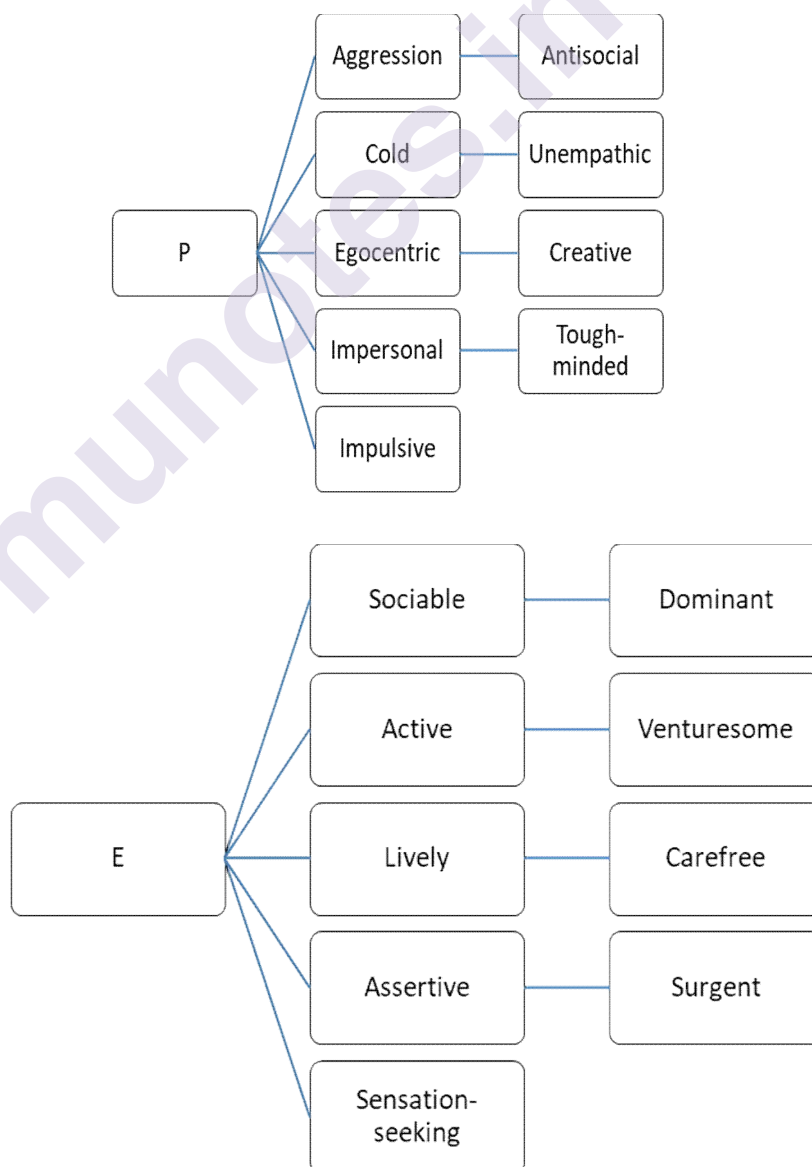 Aggression
Antisocial
Cold
Unempathic
P
Egocentric
Creative
Impersonal
Tough-
minded
Impulsive
Sociable
Dominant
Active
Venturesome
E
Lively
Carefree
Assertive
Surgent
Sensation-
seeking
munotes.in